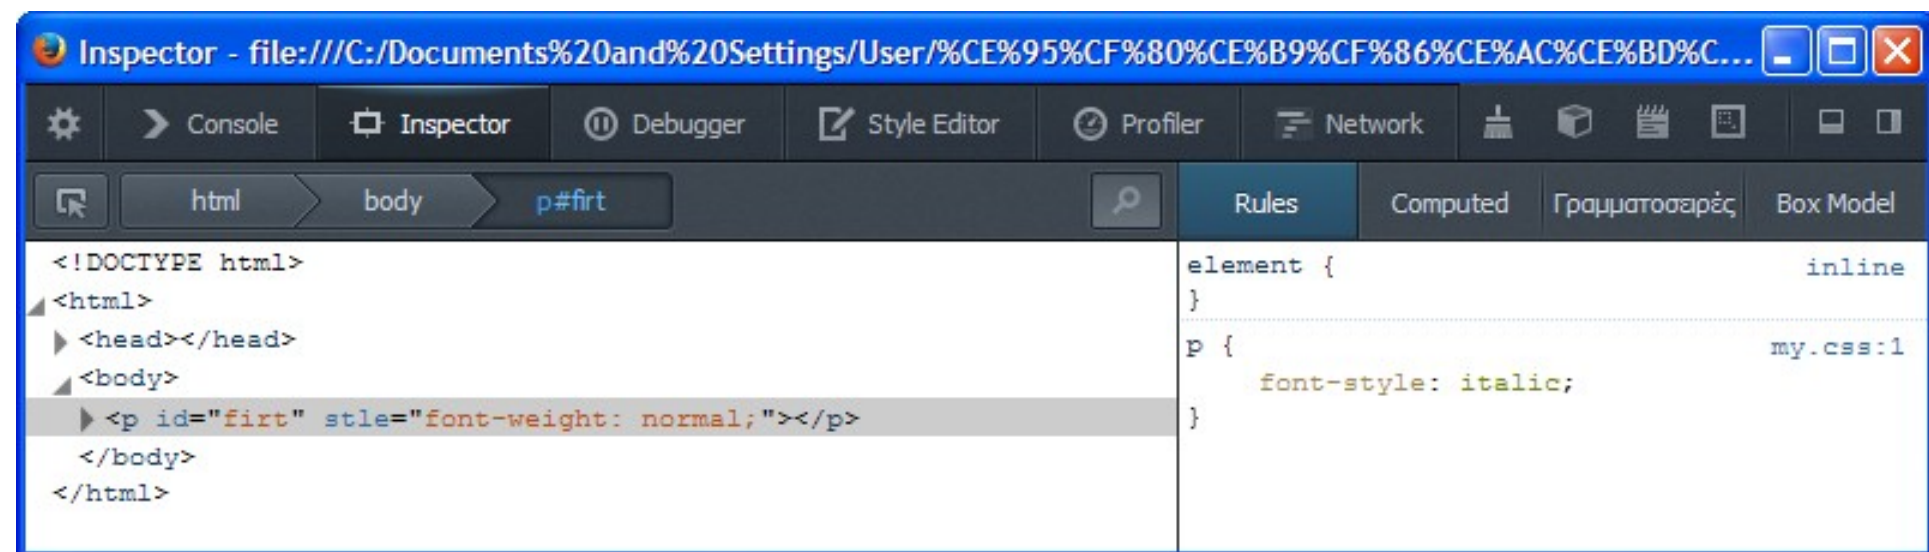 Inspector - file:///C:/Documents%20and%20Settings/User/%CE%95%CF%80%CE%B9%CF%86%CE%AC%CE%BD%C...
Console Inspector Debugger Style Editor Profiler Network
html body p#firt Rules Computed Γραμματοσειρές Box Model
<!DOCTYPE html>
<html>
<head></head>
<body>
<p id="firt" stle="font-weight: normal;"></p>
</body>
</html>
element { inline
}
p { my.css:1
font-style: italic;
}